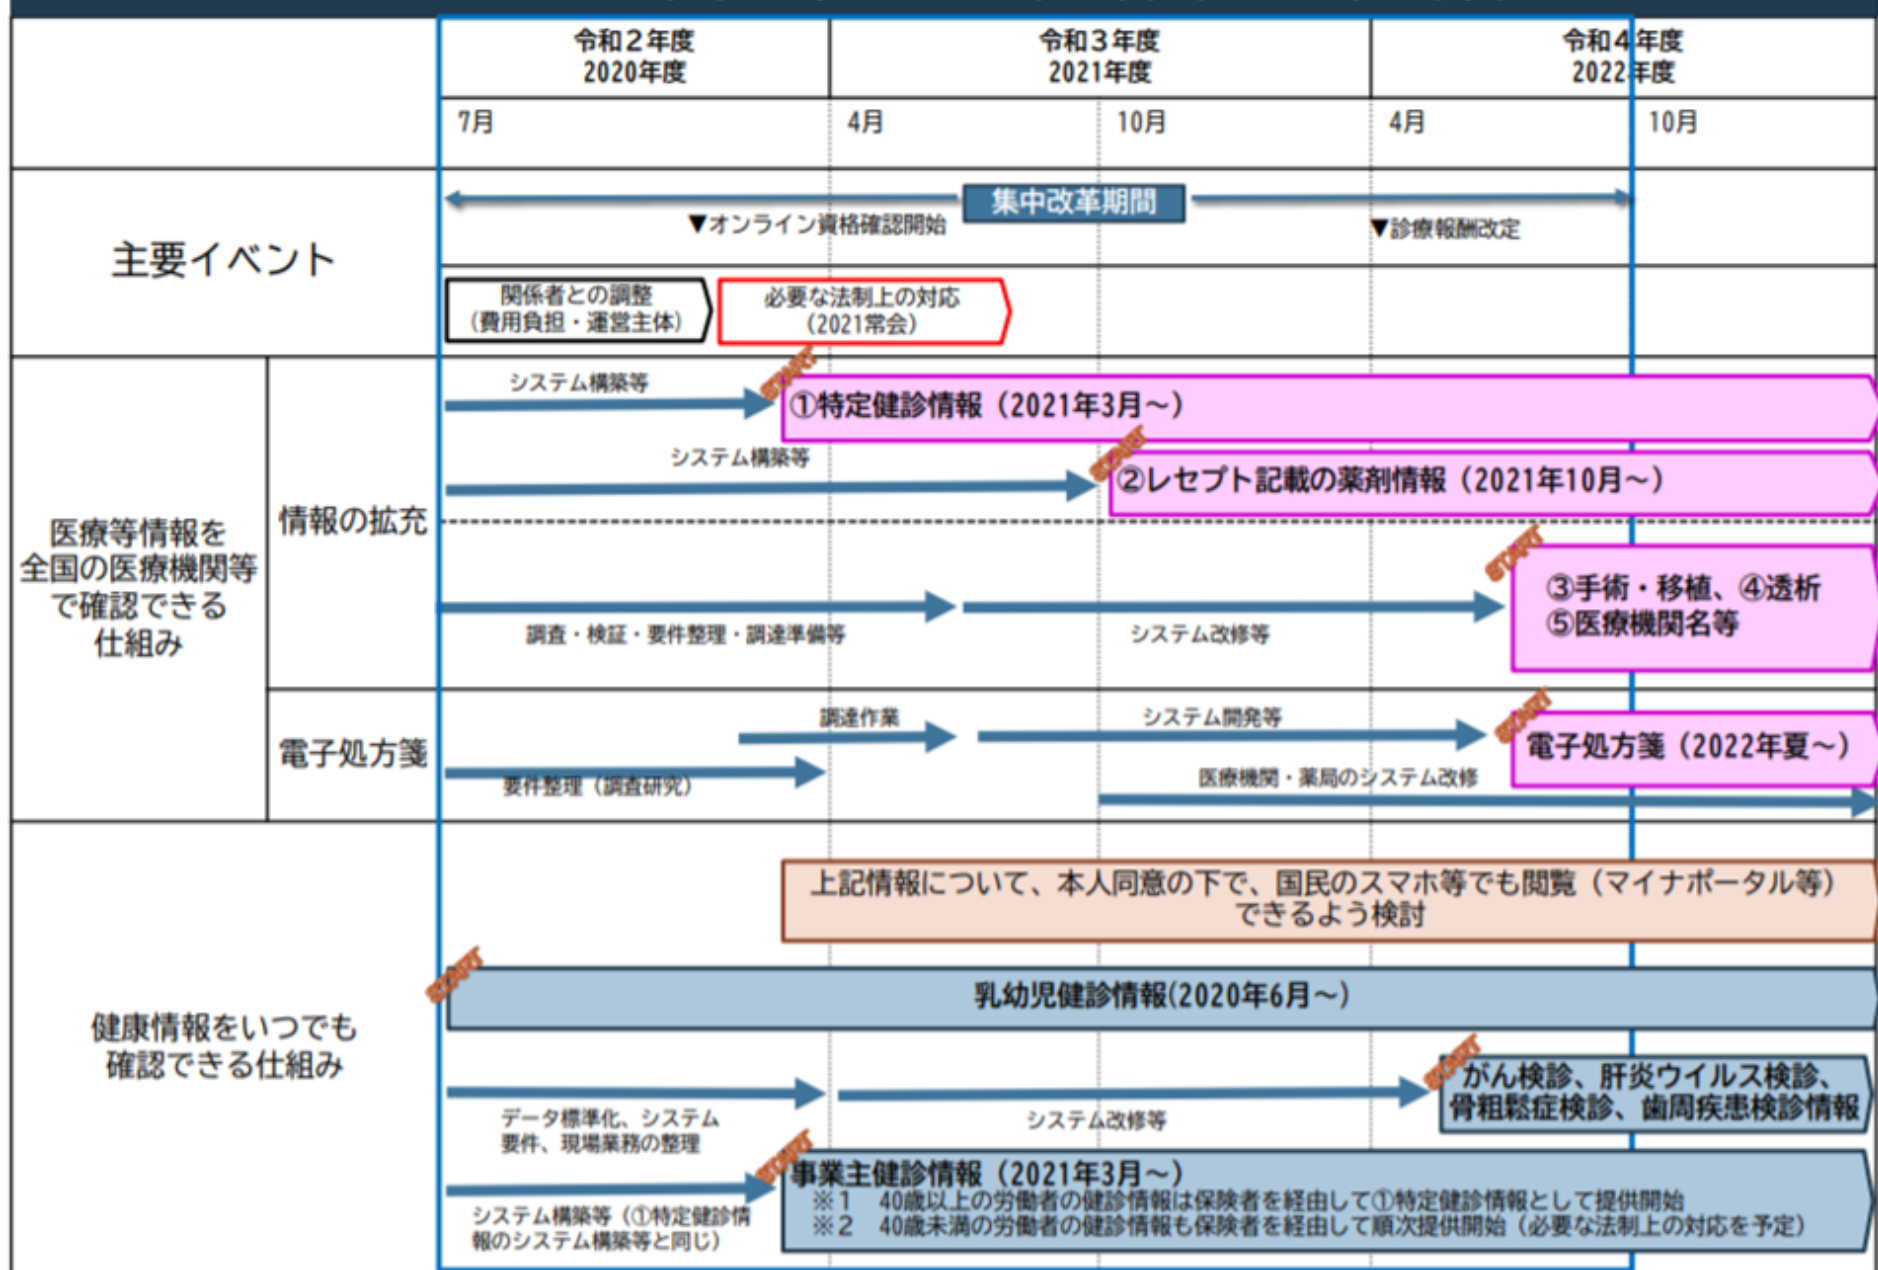 令和２年度
2020年度
令和３年度
2021年度
令和４年度
2022年度
7月
4月
10月
4月
10月
主要イベント
集中改革期間
▼オンライン資格確認開始
▼診療報酬改定
関係者との調整
（費用負担・運営主体）
必要な法制上の対応
（2021常会）
医療等情報を
全国の医療機関等
で確認できる
仕組み
情報の拡充
システム構築等
START
①特定健診情報（2021年3月～）
システム構築等
START
②レセプト記載の薬剤情報（2021年10月～）
調査・検証・要件整理・調達準備等
システム改修等
START
③手術・移植、④透析
⑤医療機関名等
電子処方箋
調達作業
要件整理（調査研究）
システム開発等
START
電子処方箋（2022年夏～）
医療機関・薬局のシステム改修
健康情報をいつでも
確認できる仕組み
上記情報について、本人同意の下で、国民のスマホ等でも閲覧（マイナポータル等）
できるよう検討
START
乳幼児健診情報(2020年6月～)
データ標準化、システム
要件、現場業務の整理
システム改修等
START
がん検診、肝炎ウイルス検診、
骨粗鬆症検診、歯周疾患検診情報
システム構築等（①特定健診情
報のシステム構築等と同じ）
START
事業主健診情報（2021年3月～）
※１　40歳以上の労働者の健診情報は保険者を経由して①特定健診情報として提供開始
※２　40歳未満の労働者の健診情報も保険者を経由して順次提供開始（必要な法制上の対応を予定）